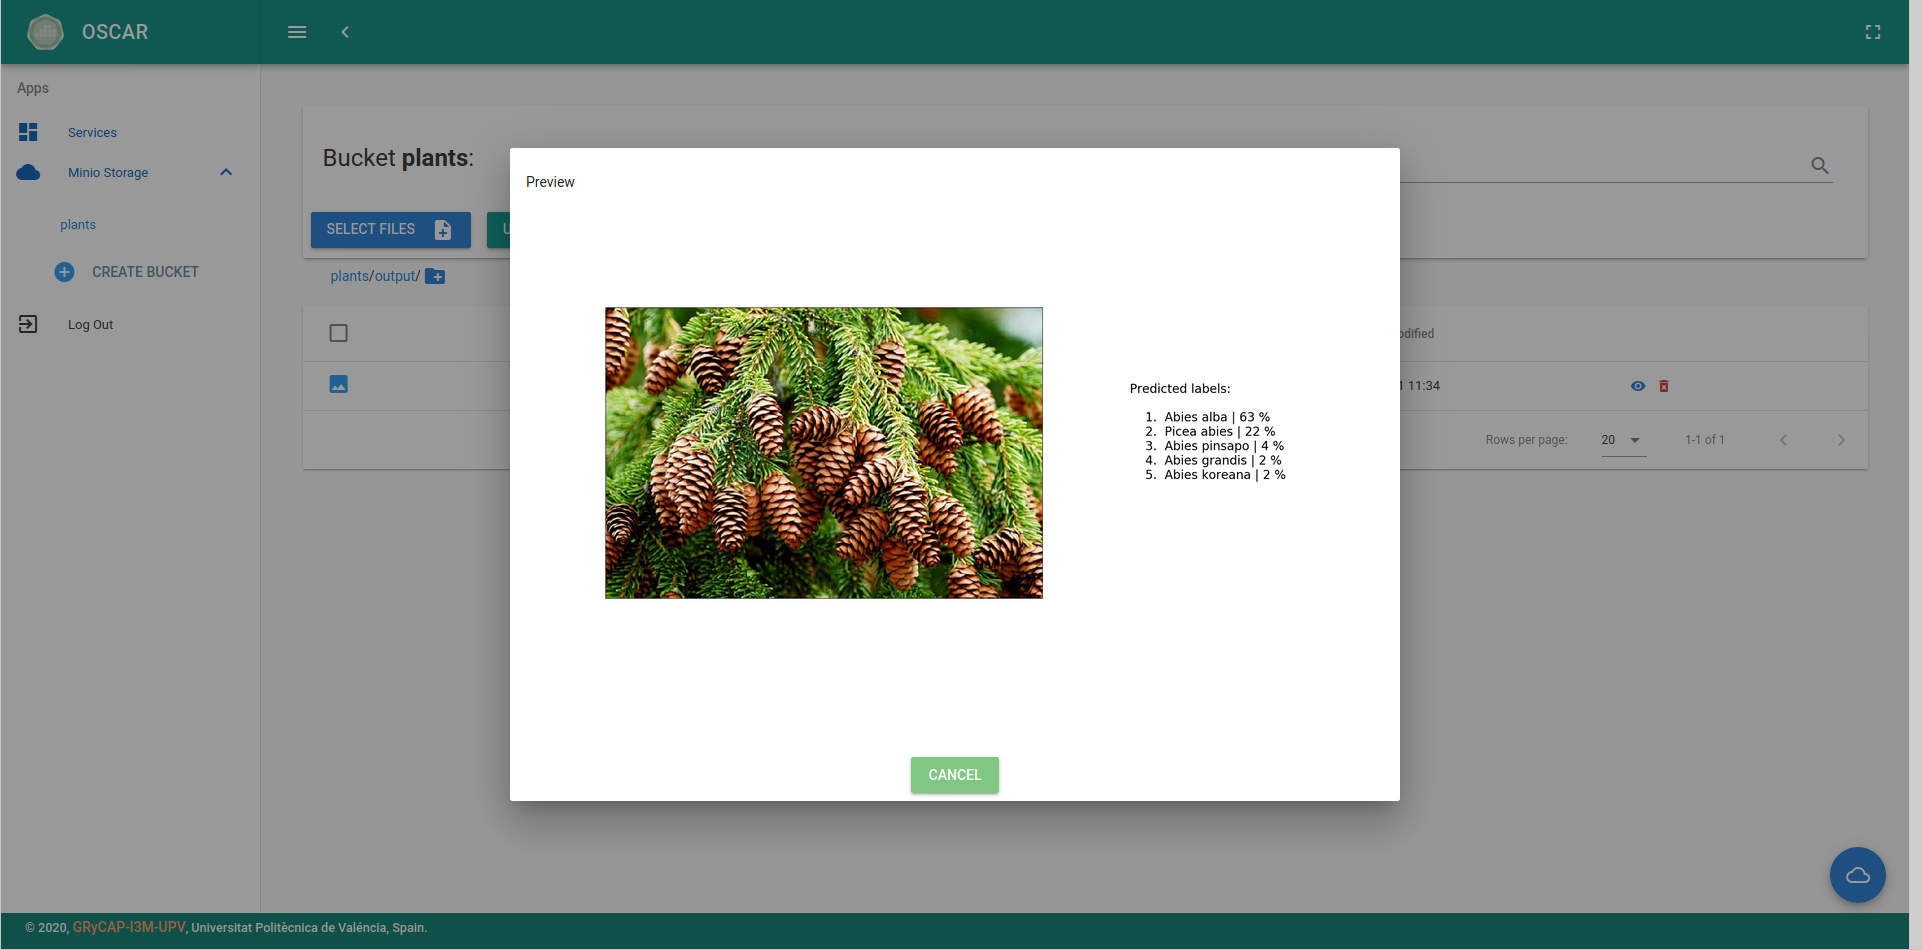 OSCAR
Apps
Services
Minio Storage
plants
CREATE BUCKET
Log Out
Bucket plants:
SELECT FILES
plants/output/
Preview
Predicted labels:
1. Abies alba | 63 %
2. Picea abies | 22 %
3. Abies pinsapo | 4 %
4. Abies grandis | 2 %
5. Abies koreana | 2 %
CANCEL
11:34
Rows per page: 20 1-1 of 1
© 2020, GRyCAP-I3M-UPV, Universitat Politècnica de Valéncia, Spain.